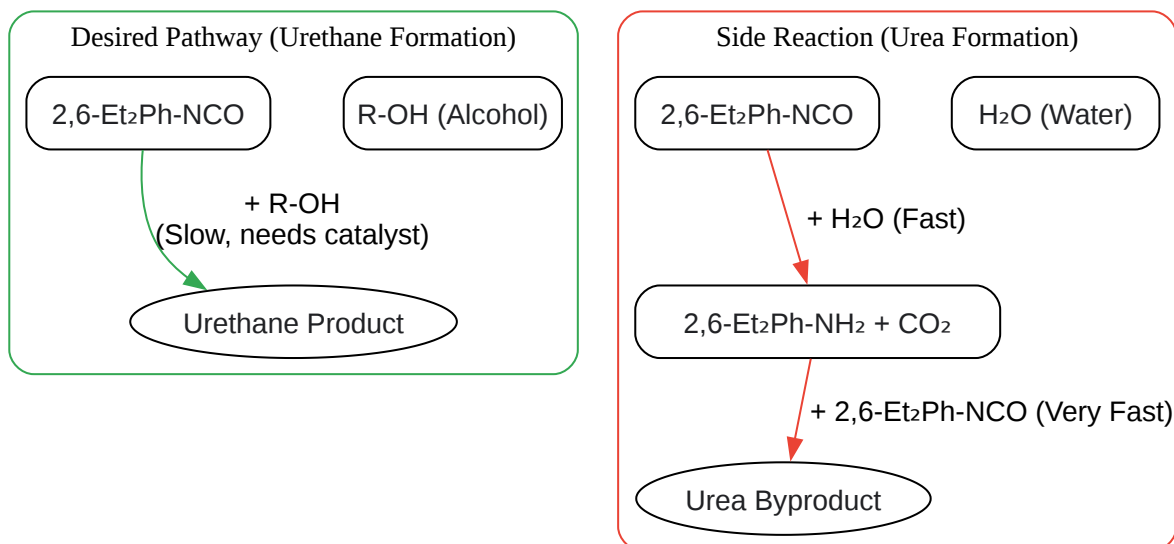 Desired Pathway (Urethane Formation)
2,6-Et₂Ph-NCO
R-OH (Alcohol)
+ R-OH
(Slow, needs catalyst)
Urethane Product
Side Reaction (Urea Formation)
2,6-Et₂Ph-NCO
H₂O (Water)
+ H₂O (Fast)
2,6-Et₂Ph-NH₂ + CO₂
+ 2,6-Et₂Ph-NCO (Very Fast)
Urea Byproduct